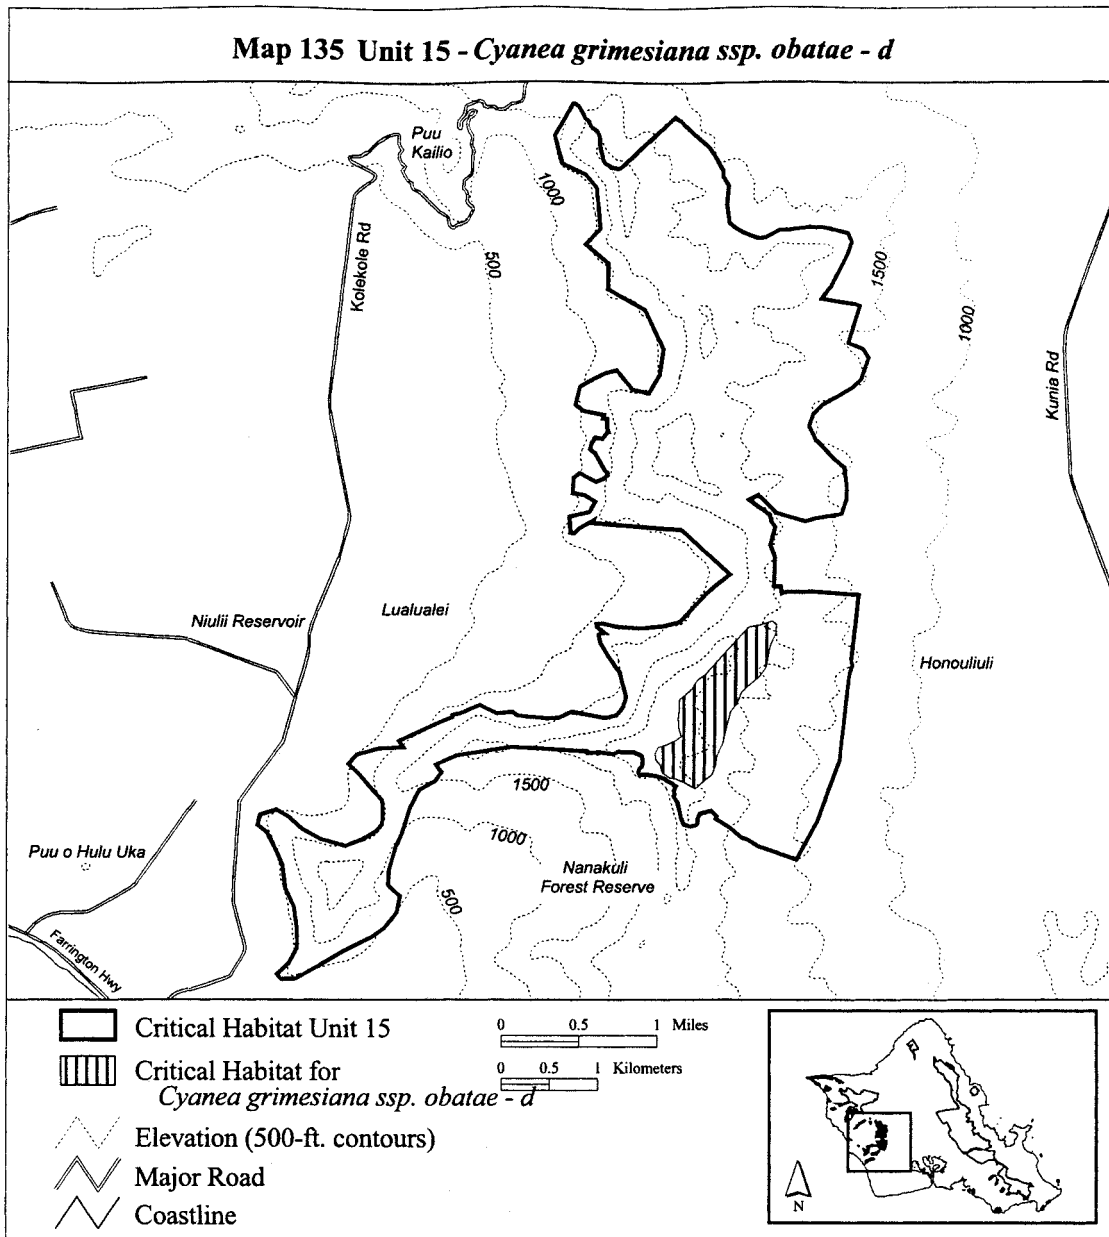 Map 135 Unit 15 - Cyanea grimesiana ssp. obatae - d
Puu
Kailio
1000
Kolekole Rd
500
1500
1000
Kunia Rd
Niulii Reservoir
Lualualei
Honouliuli
1500
1000
Puu o Hulu Uka
Nanakuli
Forest Reserve
500
Farrington Hwy
Critical Habitat Unit 15
0 0.5 1 Miles
Critical Habitat for
0 0.5 1 Kilometers
Cyanea grimesiana ssp. obatae - d
Elevation (500-ft. contours)
Major Road
Coastline
N